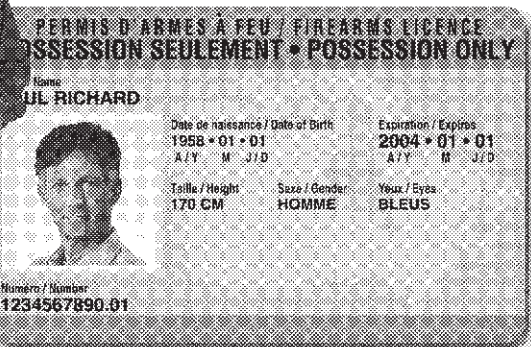 PERMIS D'ARMES À FEU / FIREARMS LICENCE
SEULEMENT • POSSESSION ONLY
Name
RICHARD
Date de naissance / Date of Birth
1958 • 01 • 01
A / Y M J / D
Expiration / Expires
2004 • 01 • 01
A / Y M J / D
Taille / Height
170 CM
Sexe / Gender
HOMME
Yeux / Eyes
BLEUS
Numéro / Number
1234567890.01